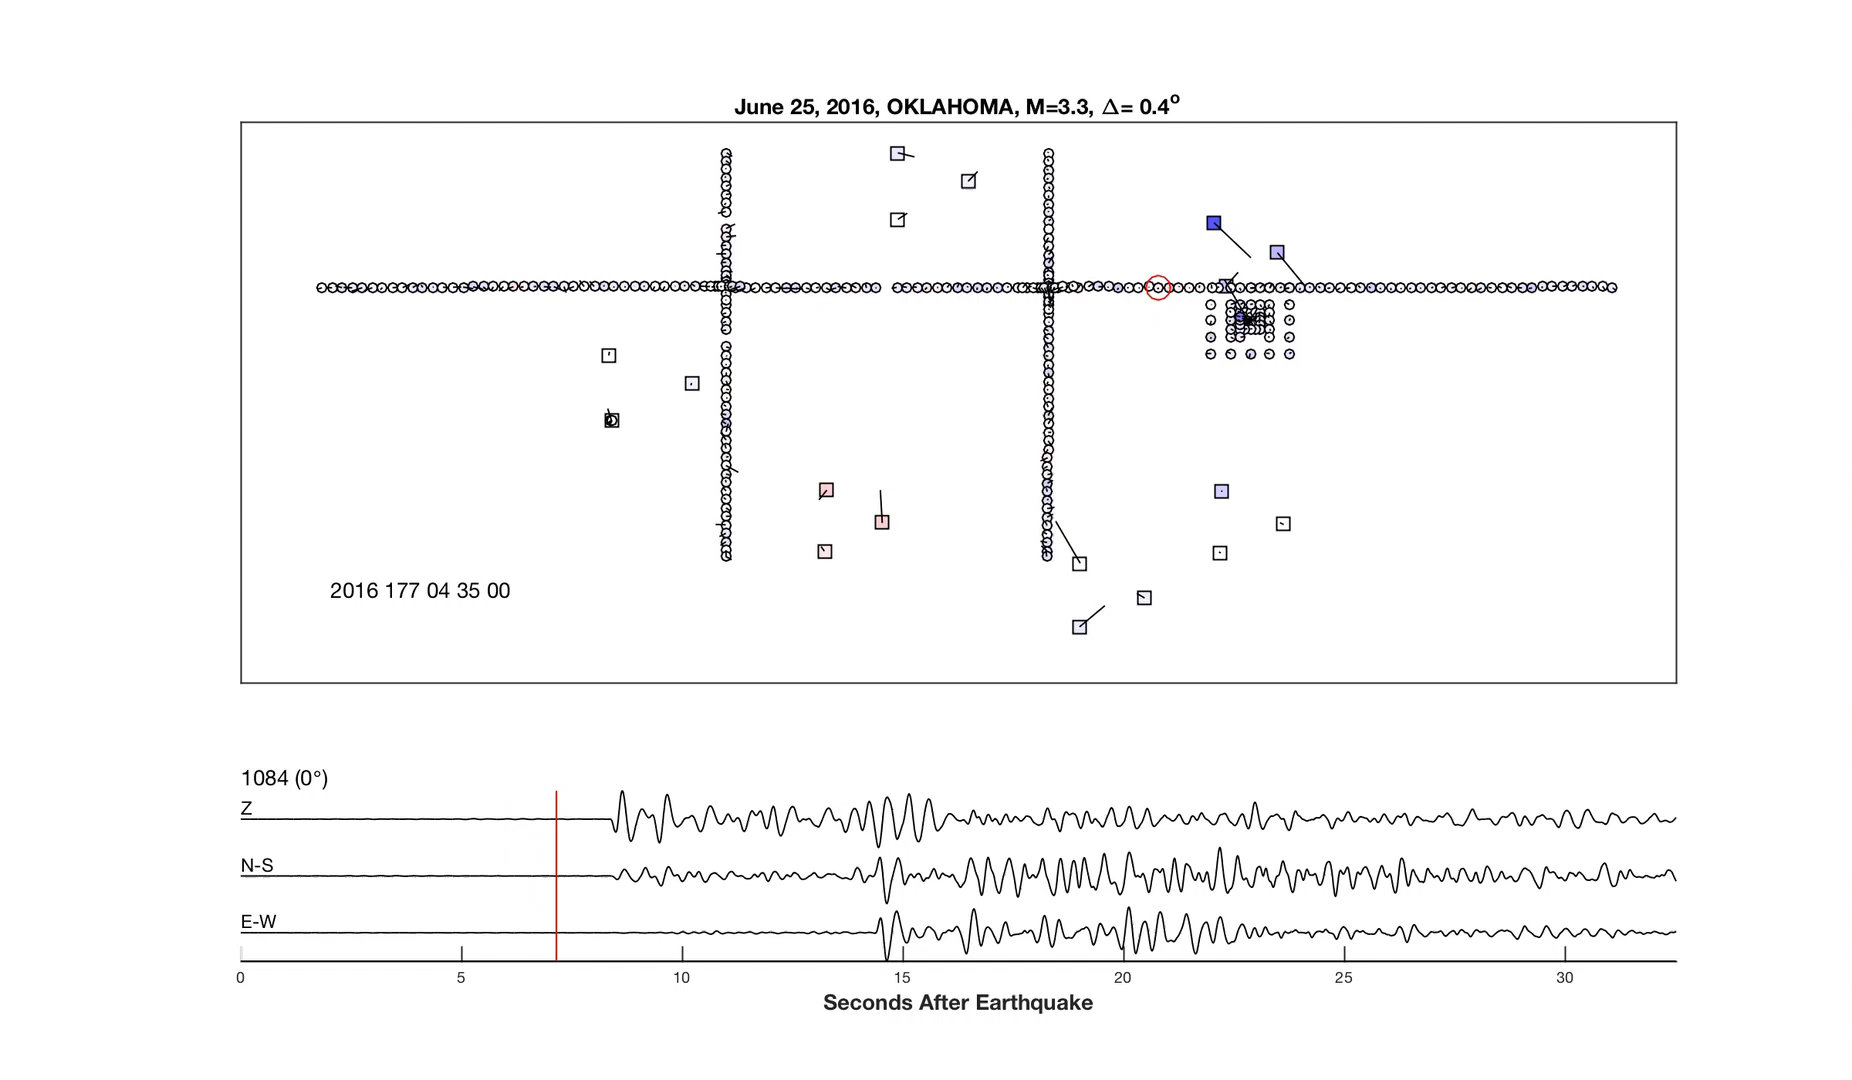 June 25, 2016, OKLAHOMA, M=3.3, Δ= 0.4°
2016 177 04 35 00
1084 (0°)
Z
N-S
E-W
0 5 10 15 20 25 30
Seconds After Earthquake